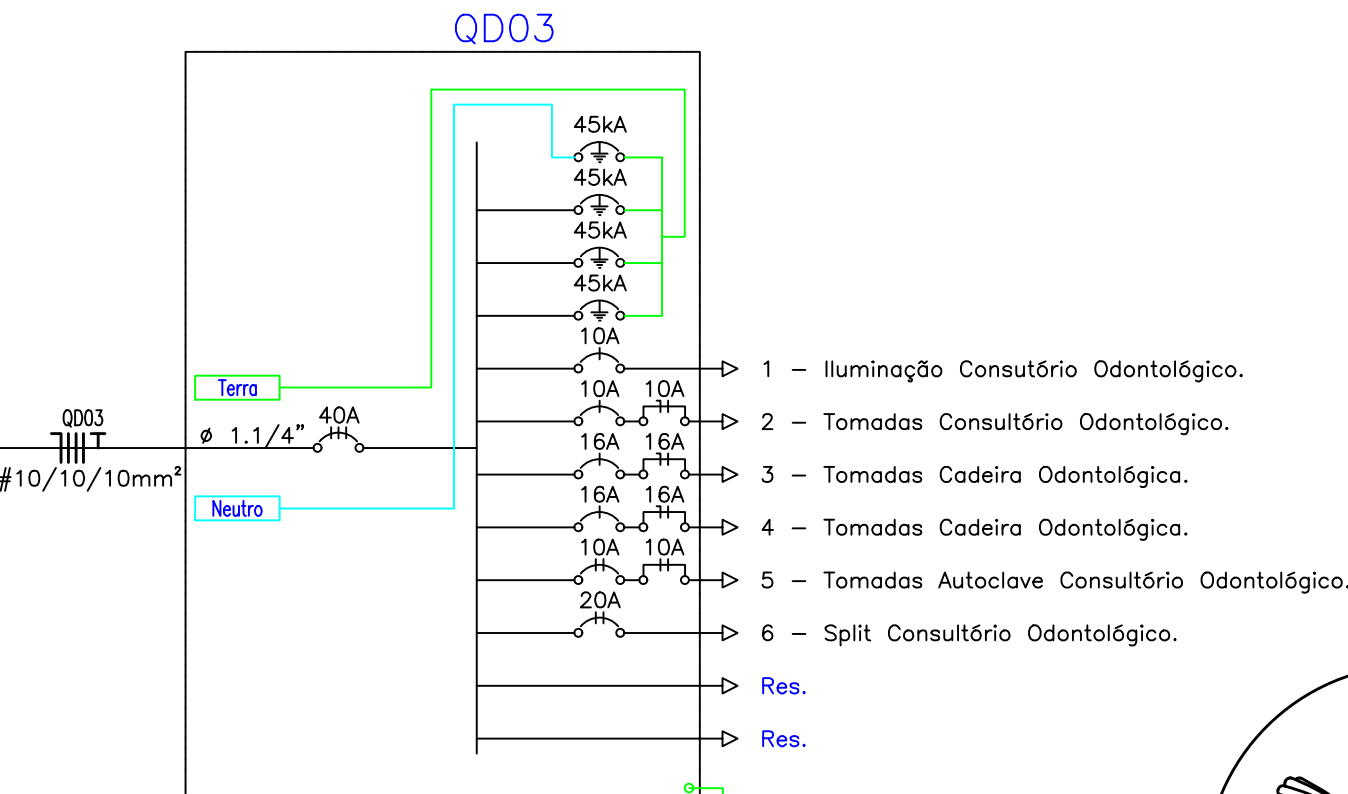 QD03
45kA
45kA
45kA
45kA
10A
1 – Iluminação Consutório Odontológico.
Terra
10A 10A
2 – Tomadas Consultório Odontológico.
QD03
ø 1.1/4" 40A
16A 16A
3 – Tomadas Cadeira Odontológica.
#10/10/10mm²
Neutro
16A 16A
4 – Tomadas Cadeira Odontológica.
10A 10A
5 – Tomadas Autoclave Consultório Odontológico.
20A
6 – Split Consultório Odontológico.
Res.
Res.